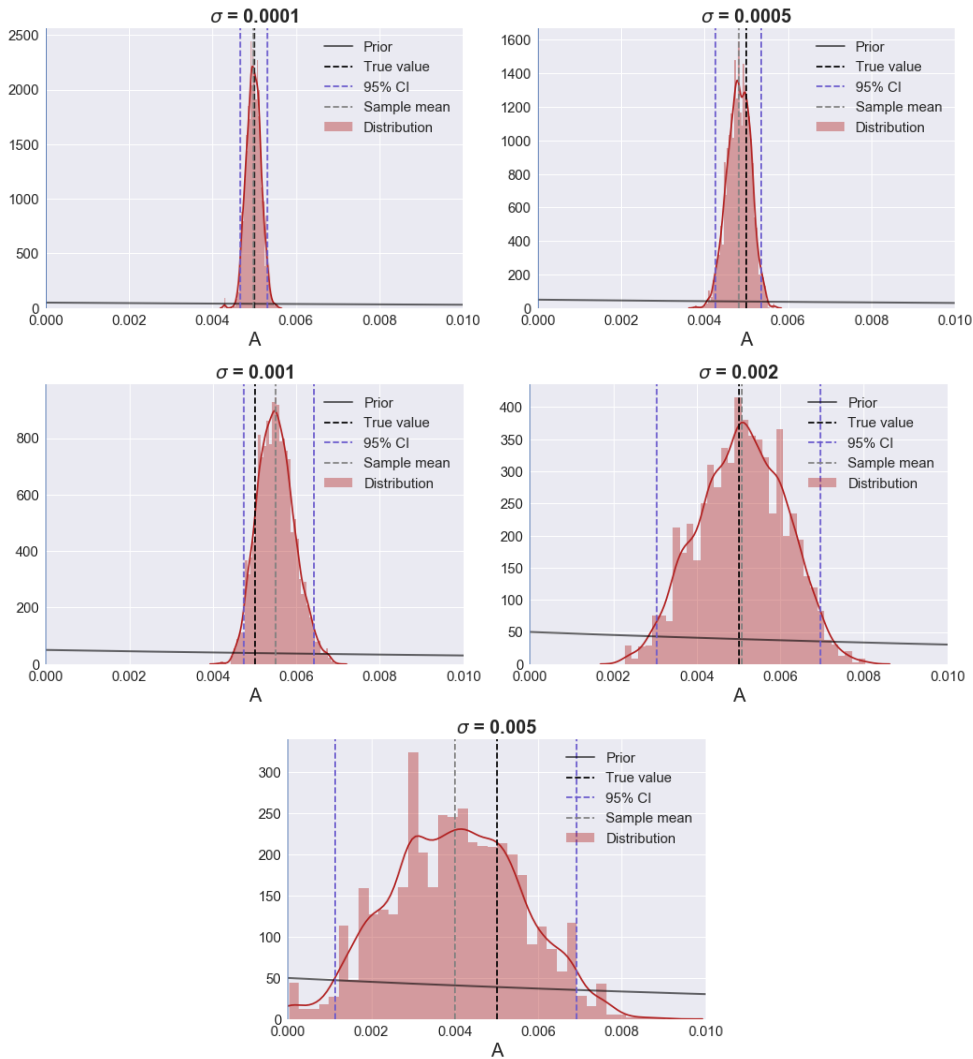 σ = 0.0001
2500
2000
1500
1000
500
0
0.000 0.002 0.004 0.006 0.008 0.010
A
Prior
True value
95% CI
Sample mean
Distribution
σ = 0.0005
1600
1400
1200
1000
800
600
400
200
0
0.000 0.002 0.004 0.006 0.008 0.010
A
Prior
True value
95% CI
Sample mean
Distribution
σ = 0.001
800
600
400
200
0
0.000 0.002 0.004 0.006 0.008 0.010
A
Prior
True value
95% CI
Sample mean
Distribution
σ = 0.002
400
350
300
250
200
150
100
50
0
0.000 0.002 0.004 0.006 0.008 0.010
A
Prior
True value
95% CI
Sample mean
Distribution
σ = 0.005
300
250
200
150
100
50
0
0.000 0.002 0.004 0.006 0.008 0.010
A
Prior
True value
95% CI
Sample mean
Distribution